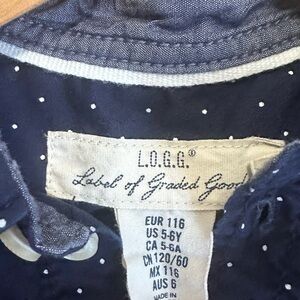 L.O.G.G.®
Label of Graded Good
EUR 116
US 5-6Y
CA 5-6A
CN 120/60
MX 116
AUS 6
MADE IN